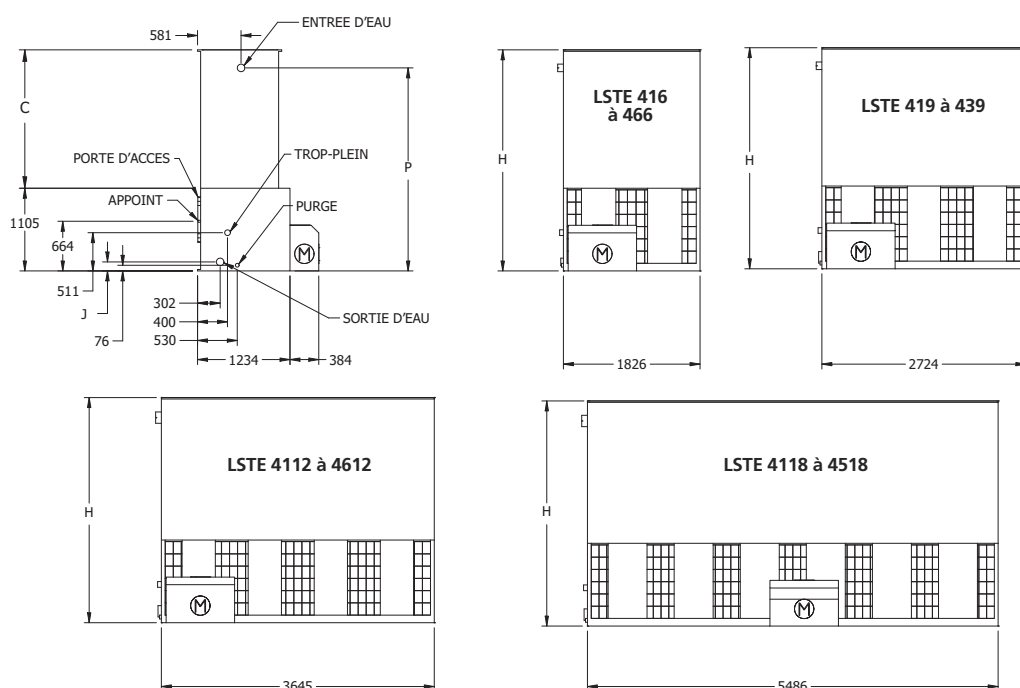 ENTREE D'EAU
581
C
P
PORTE D'ACCES
TROP-PLEIN
APPOINT
PURGE
1105
664
M
511
J
302
SORTIE D'EAU
400
76
530
1234
384
LSTE 416
à 466
H
M
1826
LSTE 419 à 439
H
M
2724
LSTE 4112 à 4612
H
M
3645
LSTE 4118 à 4518
H
M
5486